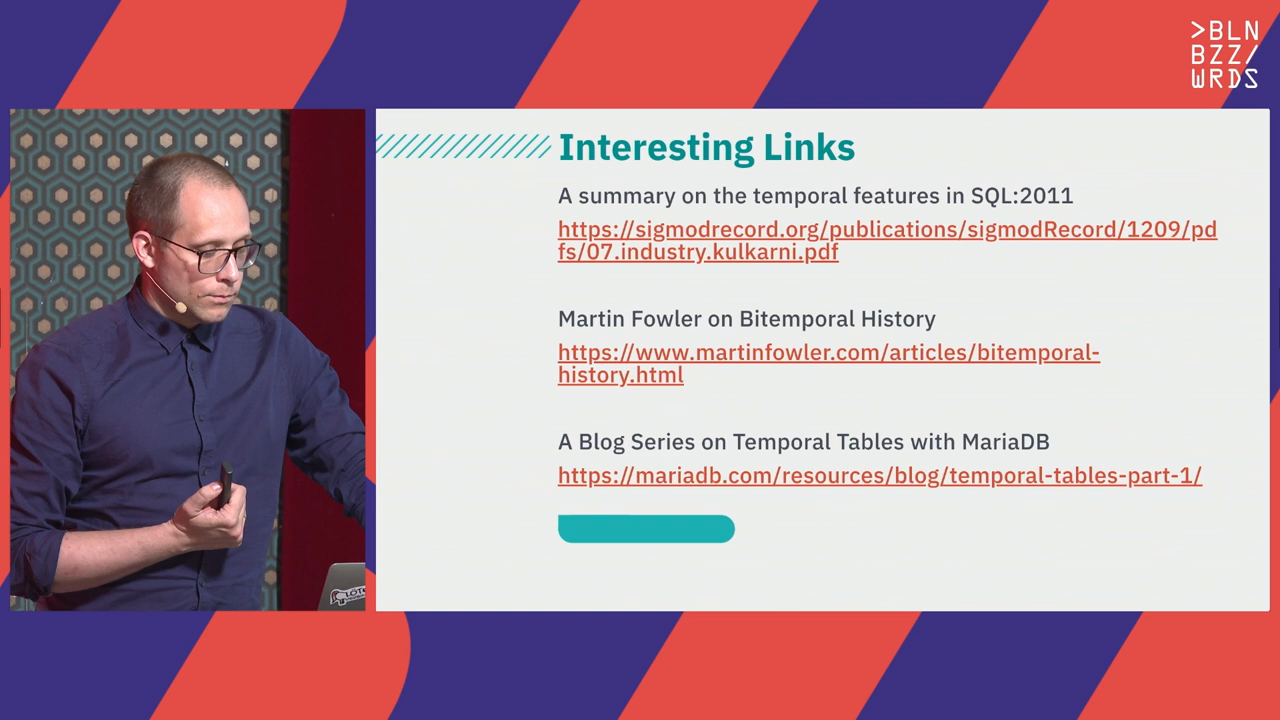 >BLN
BZZ/
WRDS
Interesting Links
A summary on the temporal features in SQL:2011
https://sigmodrecord.org/publications/sigmodRecord/1209/pd
fs/07.industry.kulkarni.pdf
Martin Fowler on Bitemporal History
https://www.martinfowler.com/articles/bitemporal-
history.html
A Blog Series on Temporal Tables with MariaDB
https://mariadb.com/resources/blog/temporal-tables-part-1/